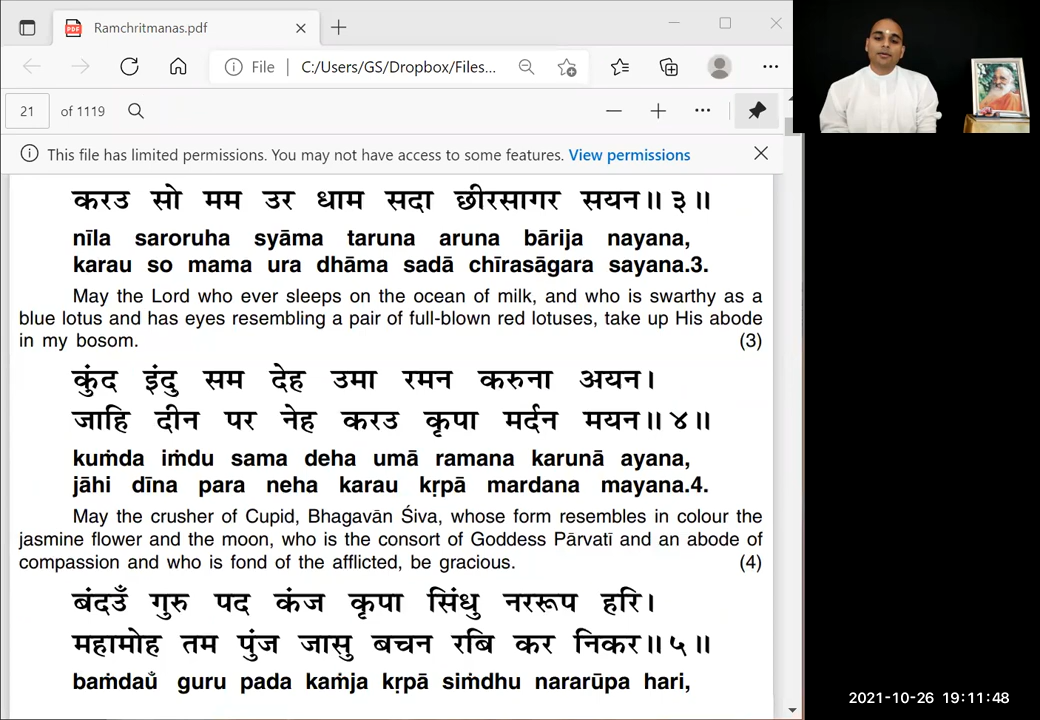 Ramchritmanas.pdf
File
C:/Users/GS/Dropbox/Files...
21 of 1119
This file has limited permissions. You may not have access to some features. View permissions
करउ सो मम उर धाम सदा छीरसागर सयन॥ ३॥
nīla saroruha syāma taruna aruna bārija nayana,
karau so mama ura dhāma sadā chīrasāgara sayana.3.
May the Lord who ever sleeps on the ocean of milk, and who is swarthy as a
blue lotus and has eyes resembling a pair of full-blown red lotuses, take up His abode
in my bosom. (3)
कुंद इंदु सम देह उमा रमन करुना अयन।
जाहि दीन पर नेह करउ कृपा मर्दन मयन॥ ४॥
kuṁda iṁdu sama deha umā ramana karunā ayana,
jāhi dīna para neha karau kṛpā mardana mayana.4.
May the crusher of Cupid, Bhagavān Śiva, whose form resembles in colour the
jasmine flower and the moon, who is the consort of Goddess Pārvatī and an abode of
compassion and who is fond of the afflicted, be gracious. (4)
बंदउँ गुरु पद कंज कृपा सिंधु नररूप हरि।
महामोह तम पुंज जासु बचन रबि कर निकर॥ ५॥
baṁdaům̐ guru pada kaṁja kṛpā siṁdhu nararūpa hari,
2021-10-26 19:11:48